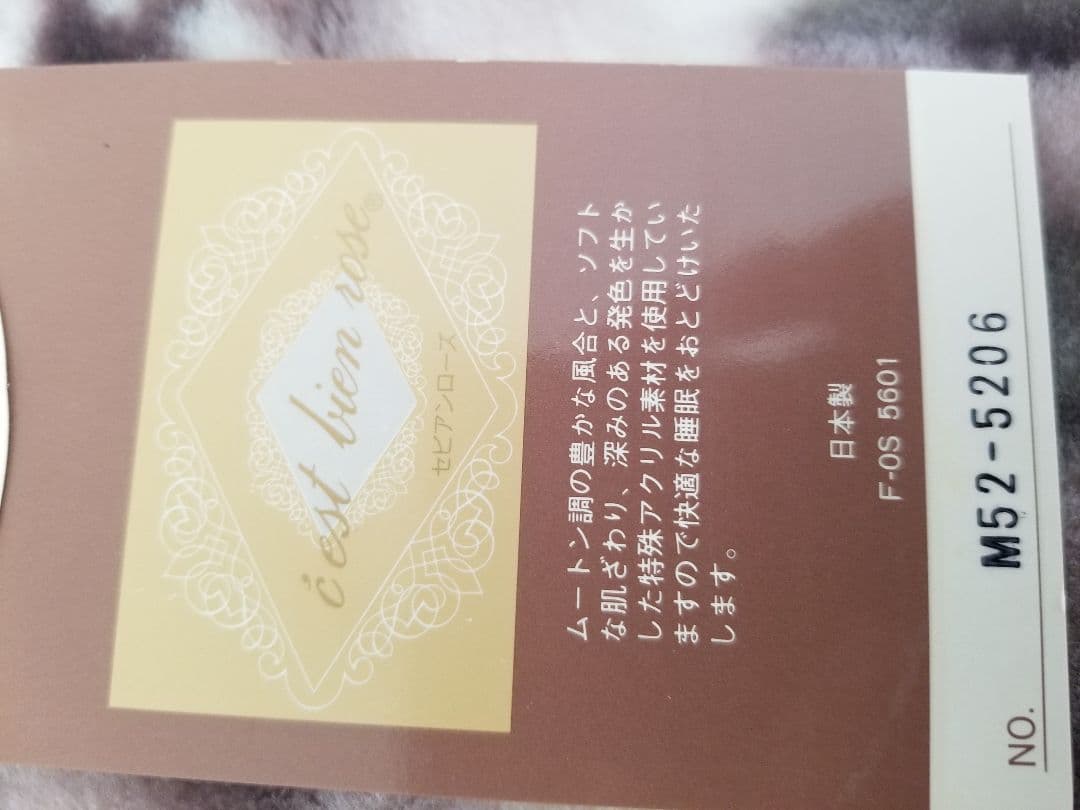 c'est bien rose®
セビアンローズ
ムートン調の豊かな風合と、ソフト
な肌ざわり、深みのある発色を生か
した特殊アクリル素材を使用してい
ますので快適な睡眠をおとどけいた
します。
日本製
F-OS 5601
NO. M52-5206